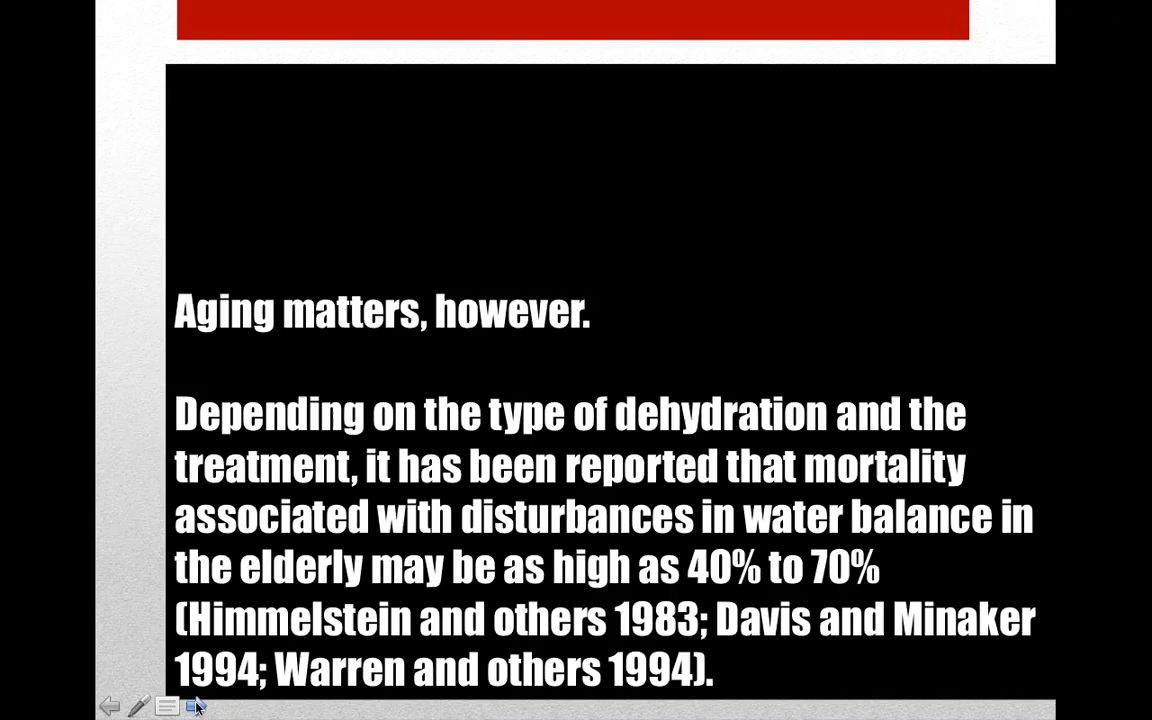 Aging matters, however.
Depending on the type of dehydration and the
treatment, it has been reported that mortality
associated with disturbances in water balance in
the elderly may be as high as 40% to 70%
(Himmelstein and others 1983; Davis and Minaker
1994; Warren and others 1994).